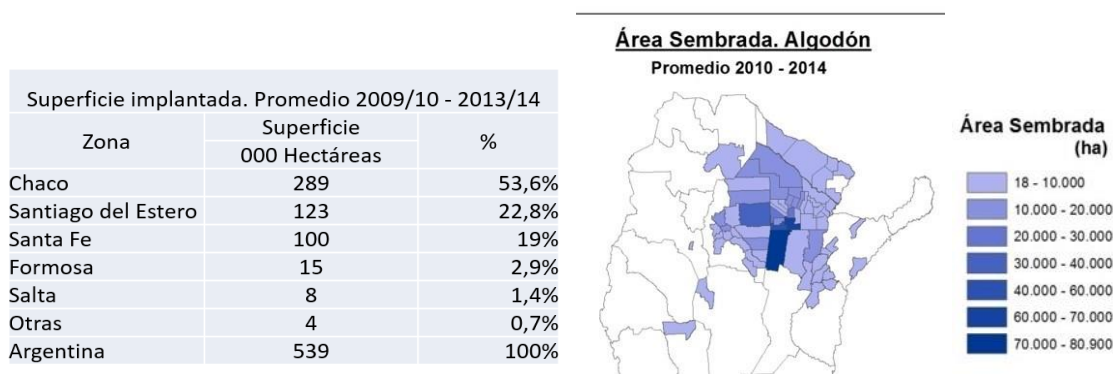 Superficie implantada. Promedio 2009/10 - 2013/14
Zona Superficie %
000 Hectáreas
Chaco 289 53,6%
Santiago del Estero 123 22,8%
Santa Fe 100 19%
Formosa 15 2,9%
Salta 8 1,4%
Otras 4 0,7%
Argentina 539 100%
Área Sembrada. Algodón
Promedio 2010 - 2014
Área Sembrada
(ha)
18 - 10.000
10.000 - 20.000
20.000 - 30.000
30.000 - 40.000
40.000 - 60.000
60.000 - 70.000
70.000 - 80.900